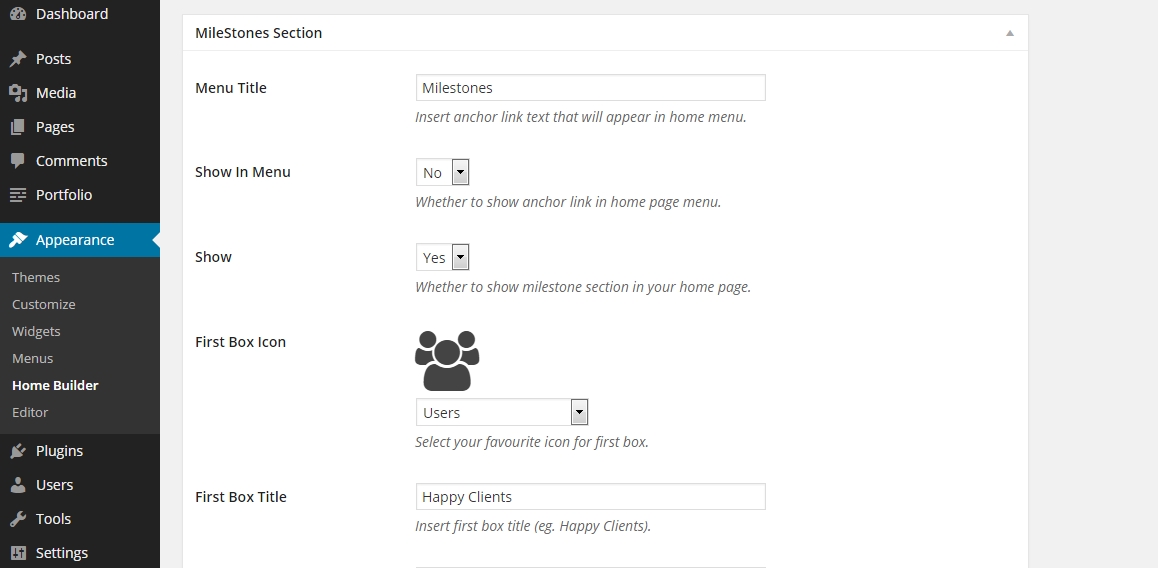 Dashboard
Posts
Media
Pages
Comments
Portfolio
Appearance
Themes
Customize
Widgets
Menus
Home Builder
Editor
Plugins
Users
Tools
Settings
MileStones Section
Menu Title
Milestones
Insert anchor link text that will appear in home menu.
Show In Menu
No
Whether to show anchor link in home page menu.
Show
Yes
Whether to show milestone section in your home page.
First Box Icon
Users
Select your favourite icon for first box.
First Box Title
Happy Clients
Insert first box title (eg. Happy Clients).